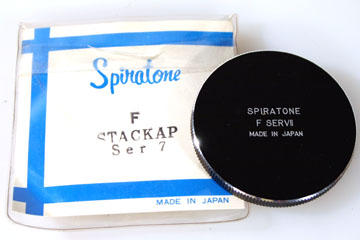 Spiratone
F
STACKAP
Ser 7
MADE IN JAPAN
SPIRATONE
F SERVII
MADE IN JAPAN